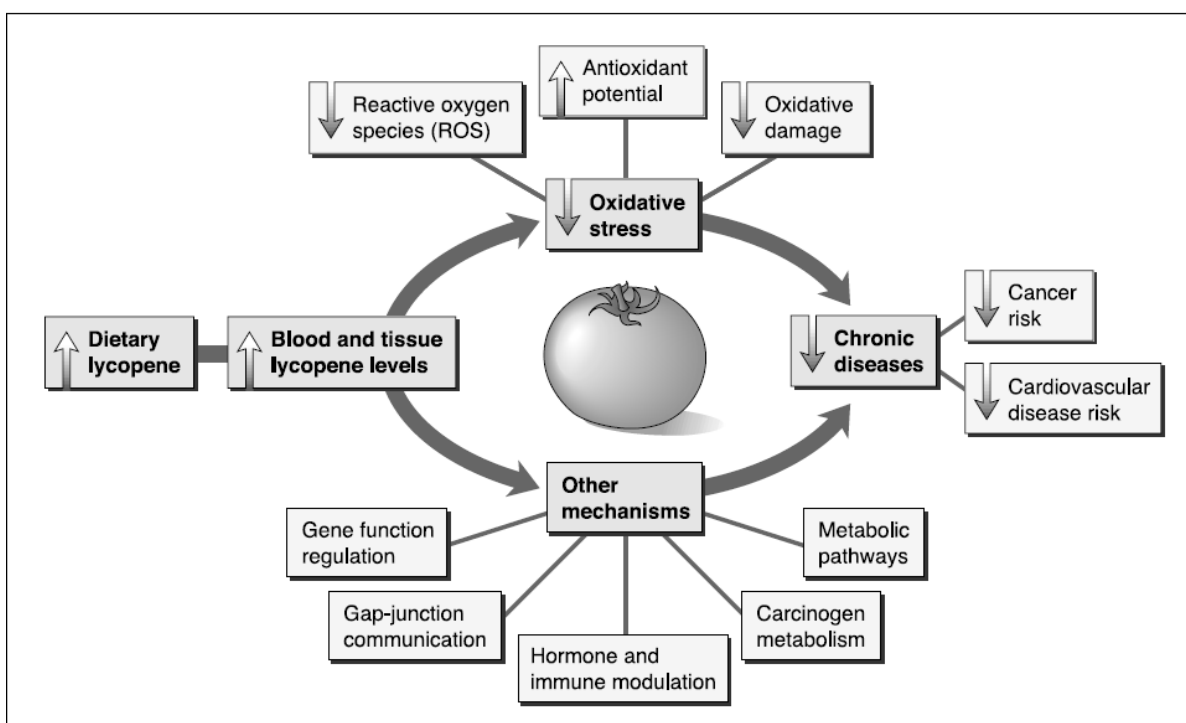 Antioxidant
potential
Reactive oxygen
species (ROS)
Oxidative
damage
Oxidative
stress
Dietary
lycopene
Blood and tissue
lycopene levels
Chronic
diseases
Cancer
risk
Cardiovascular
disease risk
Other
mechanisms
Gene function
regulation
Metabolic
pathways
Gap-junction
communication
Carcinogen
metabolism
Hormone and
immune modulation